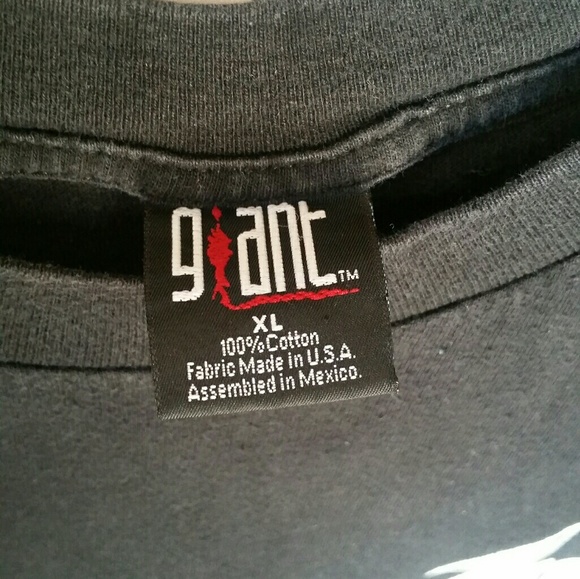 giant™
XL
100% Cotton
Fabric Made in U.S.A.
Assembled in Mexico.